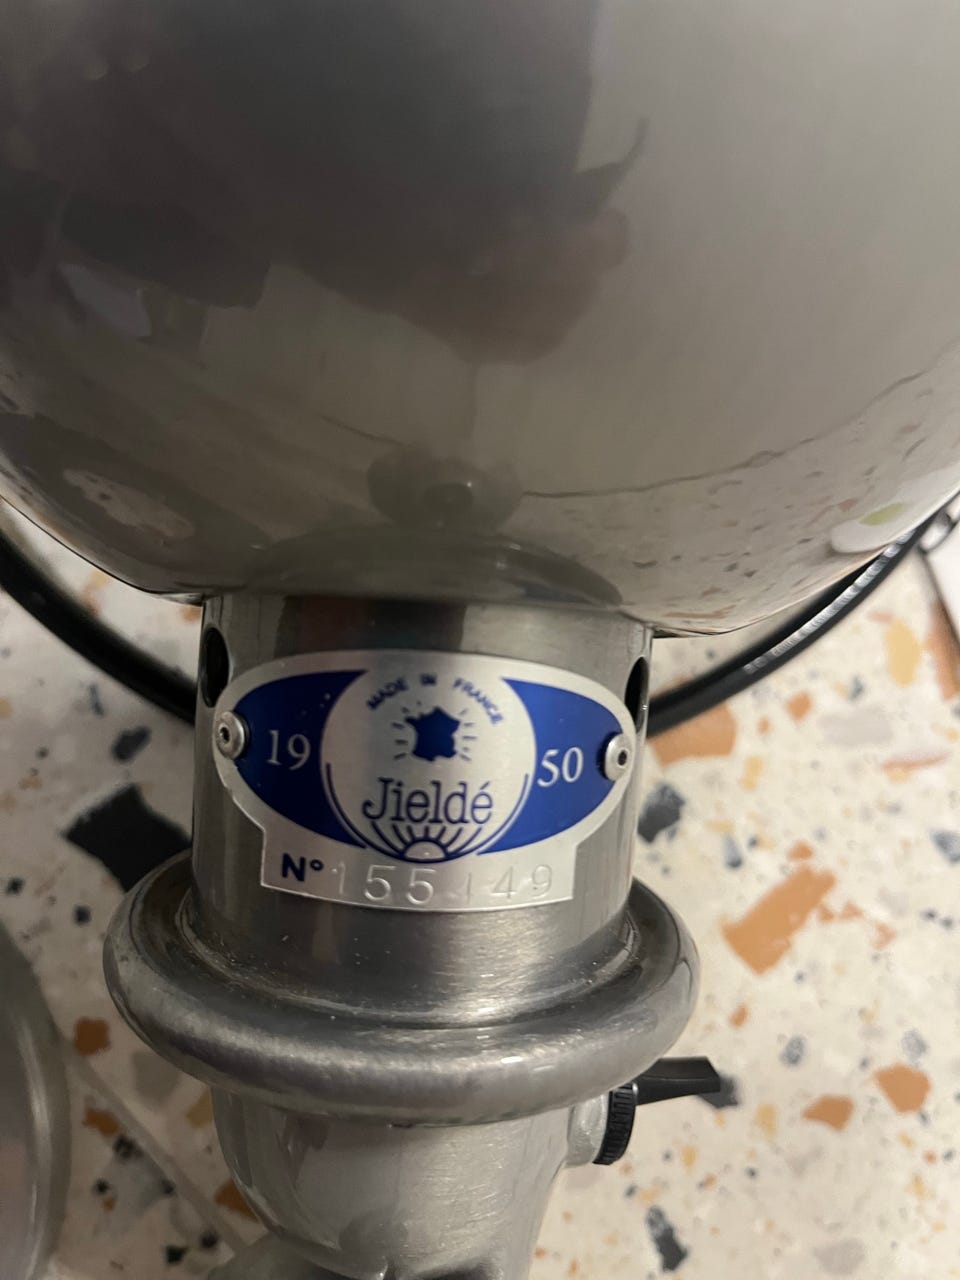 MADE IN FRANCE
19 50
Jieldé
N° 155149